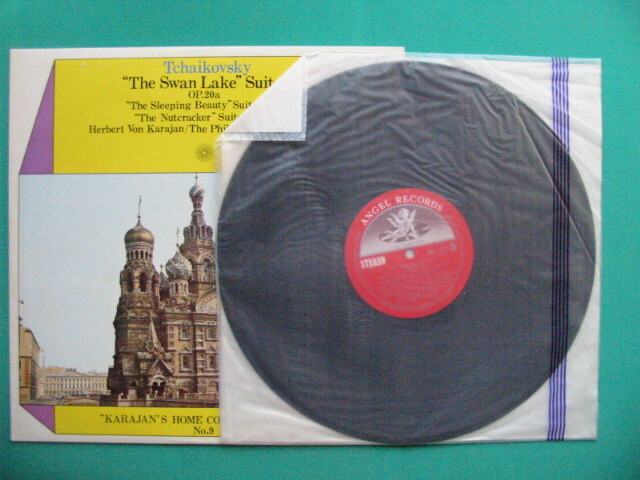 Tchaikovsky
"The Swan Lake" Suit
OP.20a
"The Sleeping Beauty" Suit
"The Nutcracker" Suit
Herbert Von Karajan/The Phil
"KARAJAN'S HOME CO
No.9
ANGEL RECORDS
STEREO